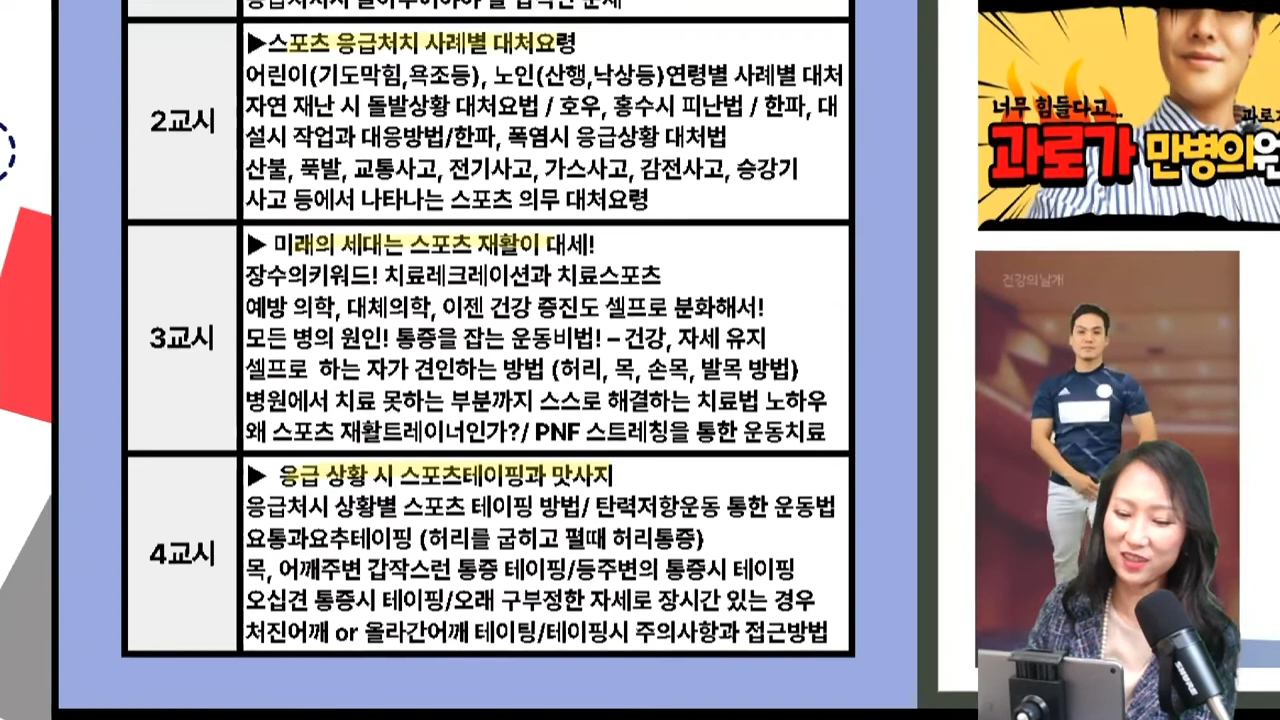 2교시
▶스포츠 응급처치 사례별 대처요령
어린이(기도막힘,욕조등), 노인(산행,낙상등)연령별 사례별 대처
자연 재난 시 돌발상황 대처요법 / 호우, 홍수시 피난법 / 한파, 대
설시 작업과 대응방법/한파, 폭염시 응급상황 대처법
산불, 폭발, 교통사고, 전기사고, 가스사고, 감전사고, 승강기
사고 등에서 나타나는 스포츠 의무 대처요령
3교시
▶ 미래의 세대는 스포츠 재활이 대세!
장수의키워드! 치료레크레이션과 치료스포츠
예방 의학, 대체의학, 이젠 건강 증진도 셀프로 분화해서!
모든 병의 원인! 통증을 잡는 운동비법! – 건강, 자세 유지
셀프로 하는 자가 견인하는 방법 (허리, 목, 손목, 발목 방법)
병원에서 치료 못하는 부분까지 스스로 해결하는 치료법 노하우
왜 스포츠 재활트레이너인가?/ PNF 스트레칭을 통한 운동치료
4교시
▶ 응급 상황 시 스포츠테이핑과 맛사지
응급처시 상황별 스포츠 테이핑 방법/ 탄력저항운동 통한 운동법
요통과요추테이핑 (허리를 굽히고 펼때 허리통증)
목, 어깨주변 갑작스런 통증 테이핑/등주변의 통증시 테이핑
오십견 통증시 테이핑/오래 구부정한 자세로 장시간 있는 경우
처진어깨 or 올라간어깨 테이팅/테이핑시 주의사항과 접근방법
너무 힘들다고...
과로가 만병의
건강의날개
SHURE